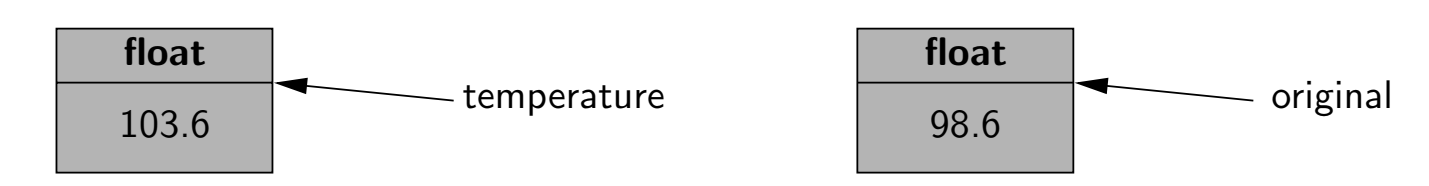 float
103.6
temperature
float
98.6
original